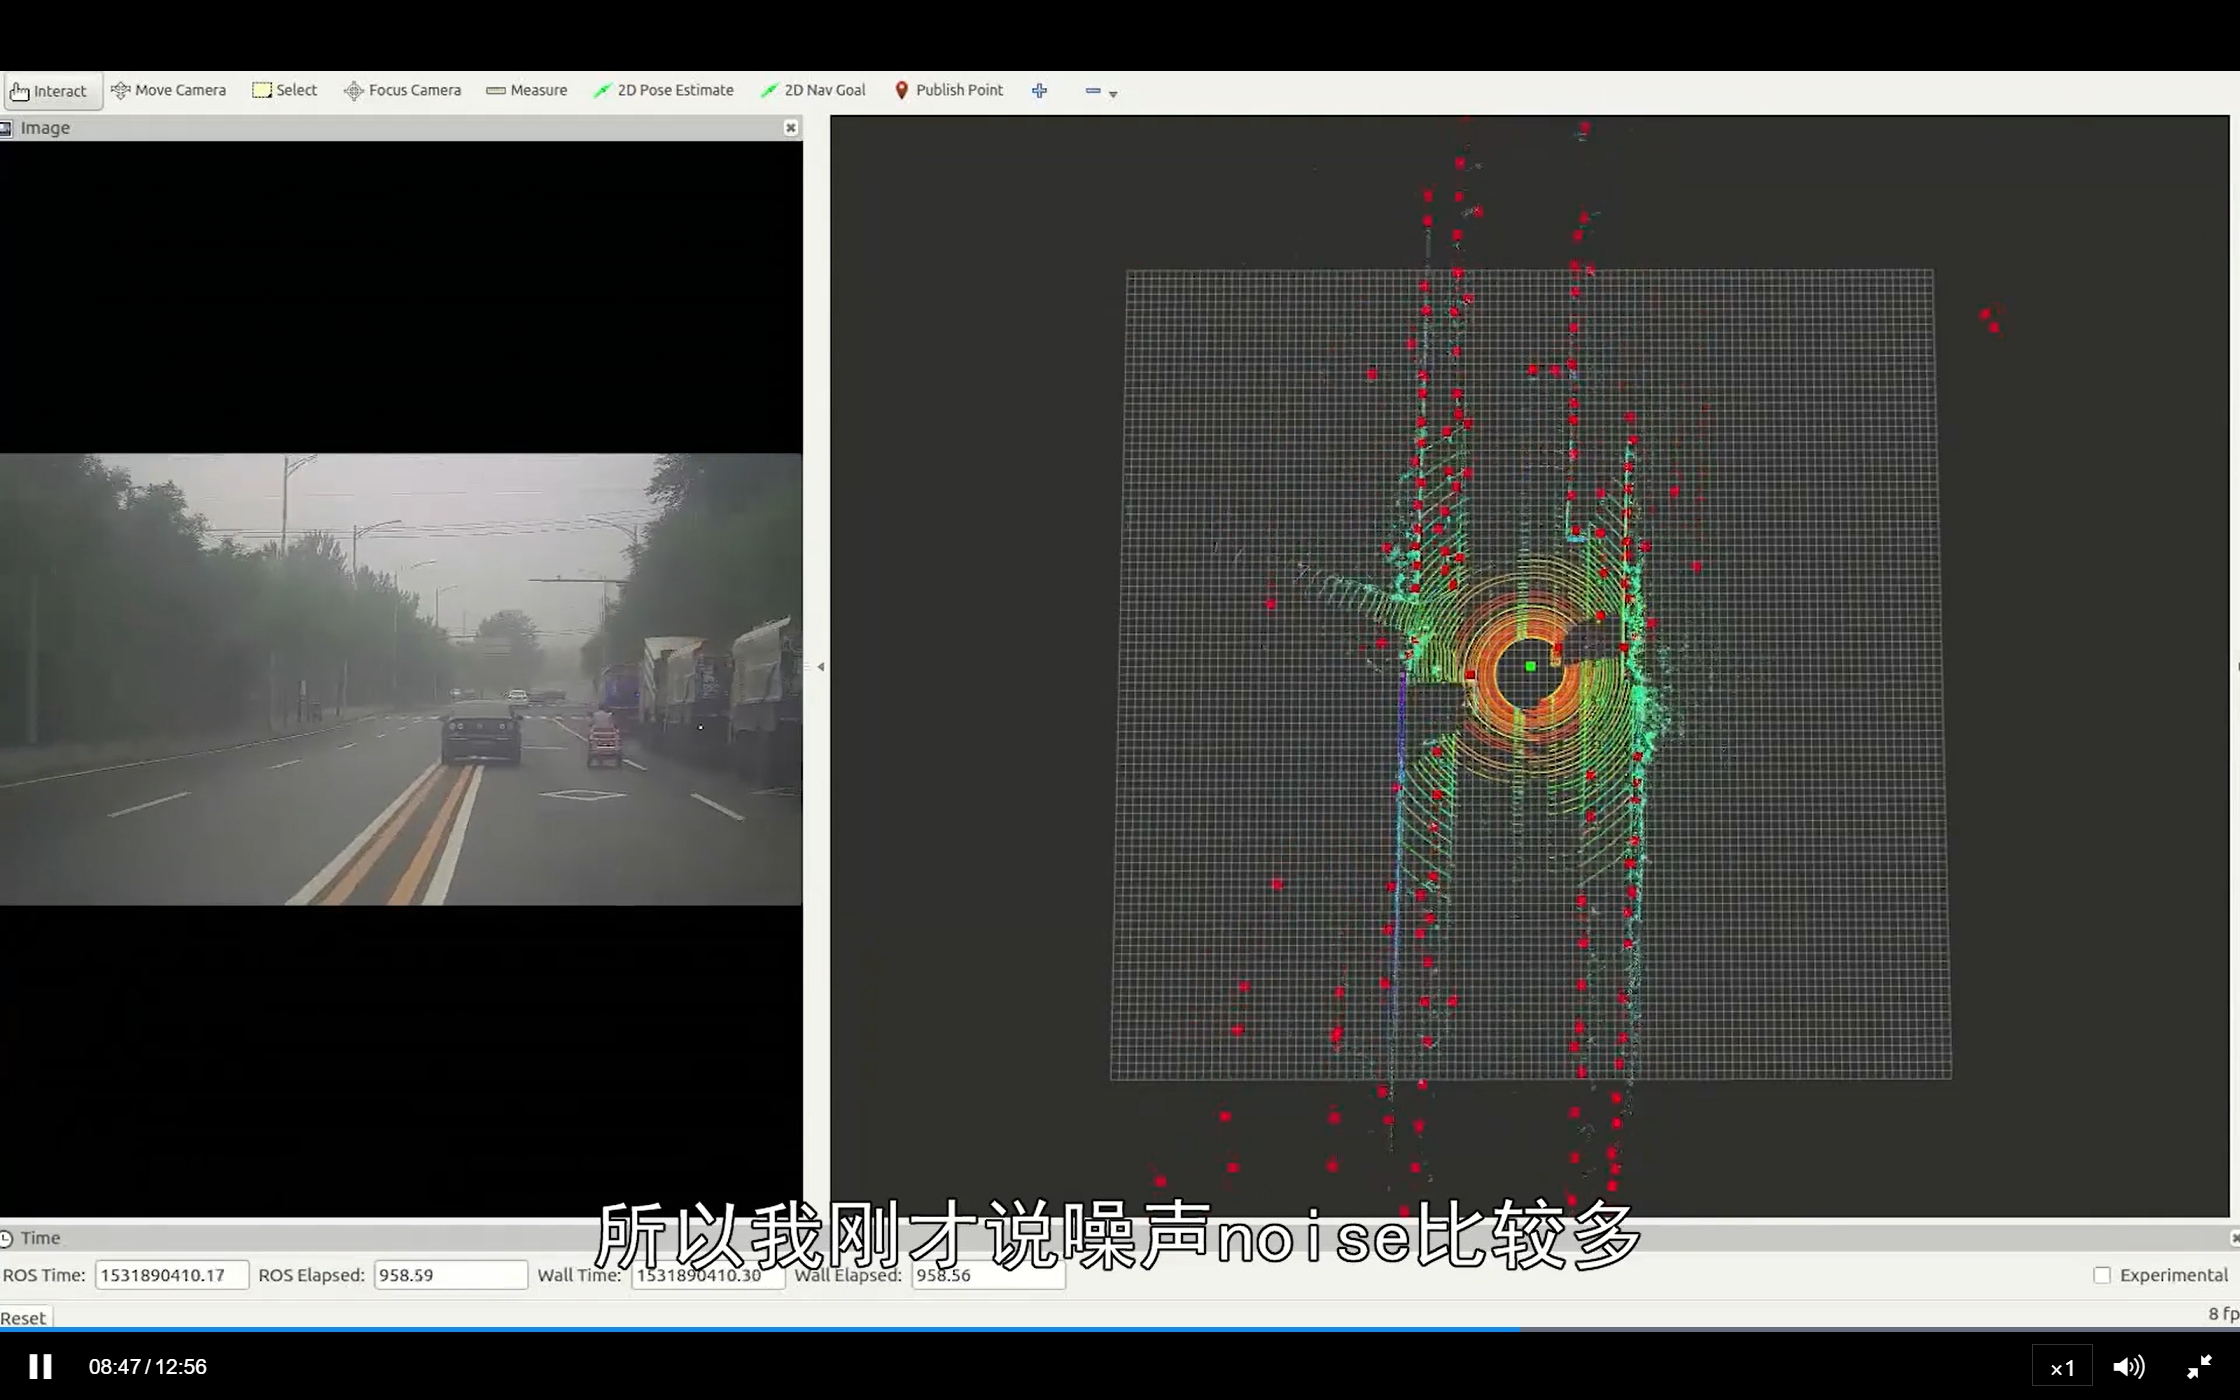 Interact Move Camera Select Focus Camera Measure 2D Pose Estimate 2D Nav Goal Publish Point
Image
所以我刚才说噪声noise比较多
Time
ROS Time: 1531890410.17 ROS Elapsed: 958.59 Wall Time: 1531890410.30 Wall Elapsed: 958.56 Experimental
Reset 8 fp
08:47/12:56 ×1